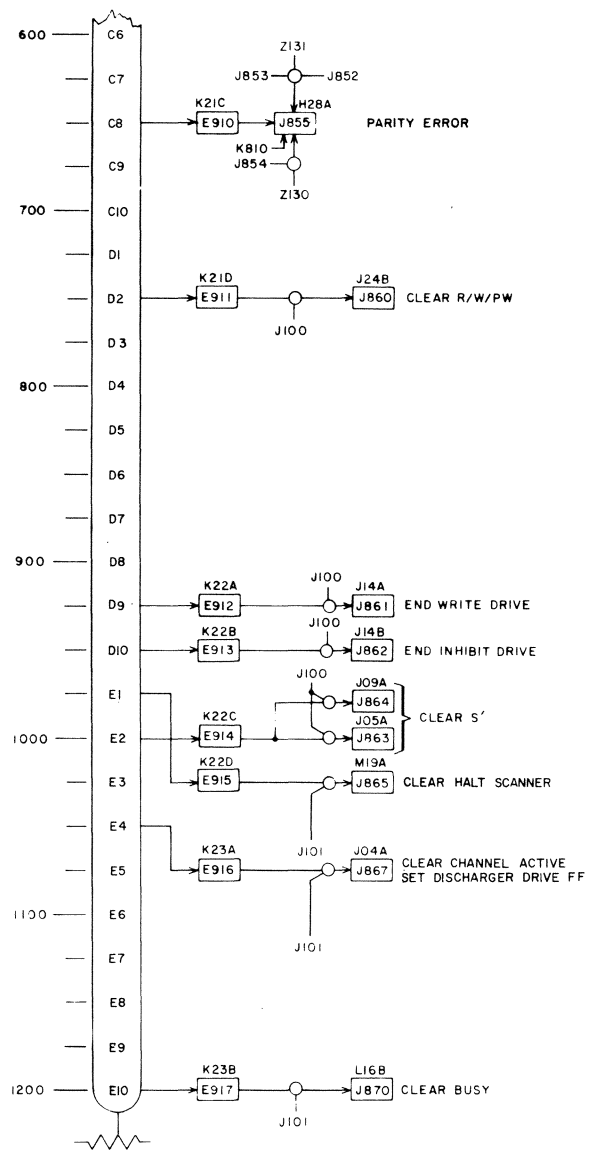 600 C6
Z131
C7 J853 J852
K21C H28A
C8 E910 J855 PARITY ERROR
K810
C9 J854
Z130
700 C10
D1
K21D J24B
D2 E911 J860 CLEAR R/W/PW
J100
D3
800 D4
D5
D6
D7
900 D8
K22A J100 J14A
D9 E912 J861 END WRITE DRIVE
K22B J100 J14B
D10 E913 J862 END INHIBIT DRIVE
J100 J09A
E1 J864
CLEAR S'
K22C J05A
1000 E2 E914 J863
K22D M19A
E3 E915 J865 CLEAR HALT SCANNER
E4
J101
K23A J04A
E5 E916 J867 CLEAR CHANNEL ACTIVE
SET DISCHARGER DRIVE FF
1100 E6
J101
E7
E8
E9
K23B L16B
1200 E10 E917 J870 CLEAR BUSY
J101